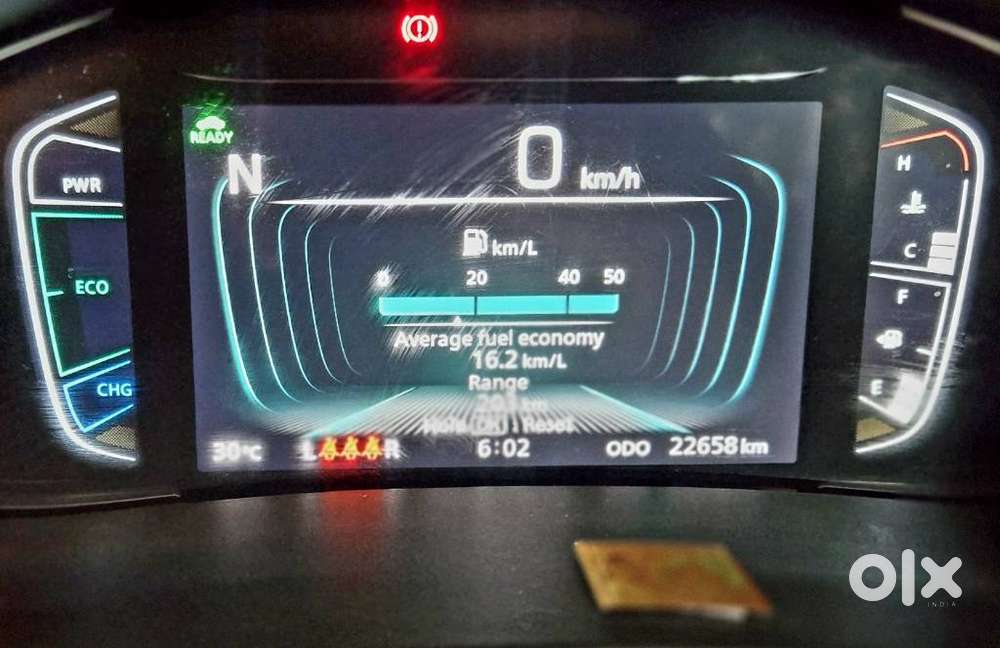 READY
N
0 km/h
PWR
ECO
CHG
km/L
0 20 40 50
Average fuel economy
16.2 km/L
Range
H
C
F
E
30°C
L R
6:02
ODO 22658 km
olx
INDIA